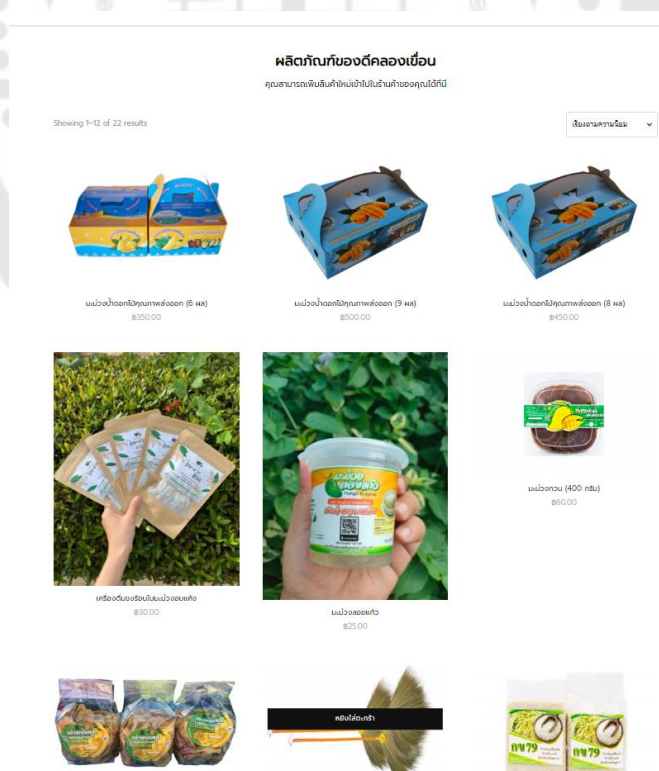 ผลิตภัณฑ์ของดีคลองเขื่อน
คุณสามารถเพิ่มสินค้าใหม่เข้าไปในร้านค้าของคุณได้ที่นี่
Showing 1–12 of 22 results
เรียงตามความนิยม
มะม่วงน้ำดอกไม้คุณภาพส่งออก (6 ผล)
฿350.00
มะม่วงน้ำดอกไม้คุณภาพส่งออก (9 ผล)
฿500.00
มะม่วงน้ำดอกไม้คุณภาพส่งออก (8 ผล)
฿450.00
มะม่วงกวน (400 กรัม)
฿60.00
เครื่องดื่มชงร้อนใบมะม่วงอบแห้ง
฿30.00
มะม่วง
ลอยแก้ว
มะม่วงลอยแก้ว
฿25.00
หยิบใส่ตะกร้า
กข79
กข79